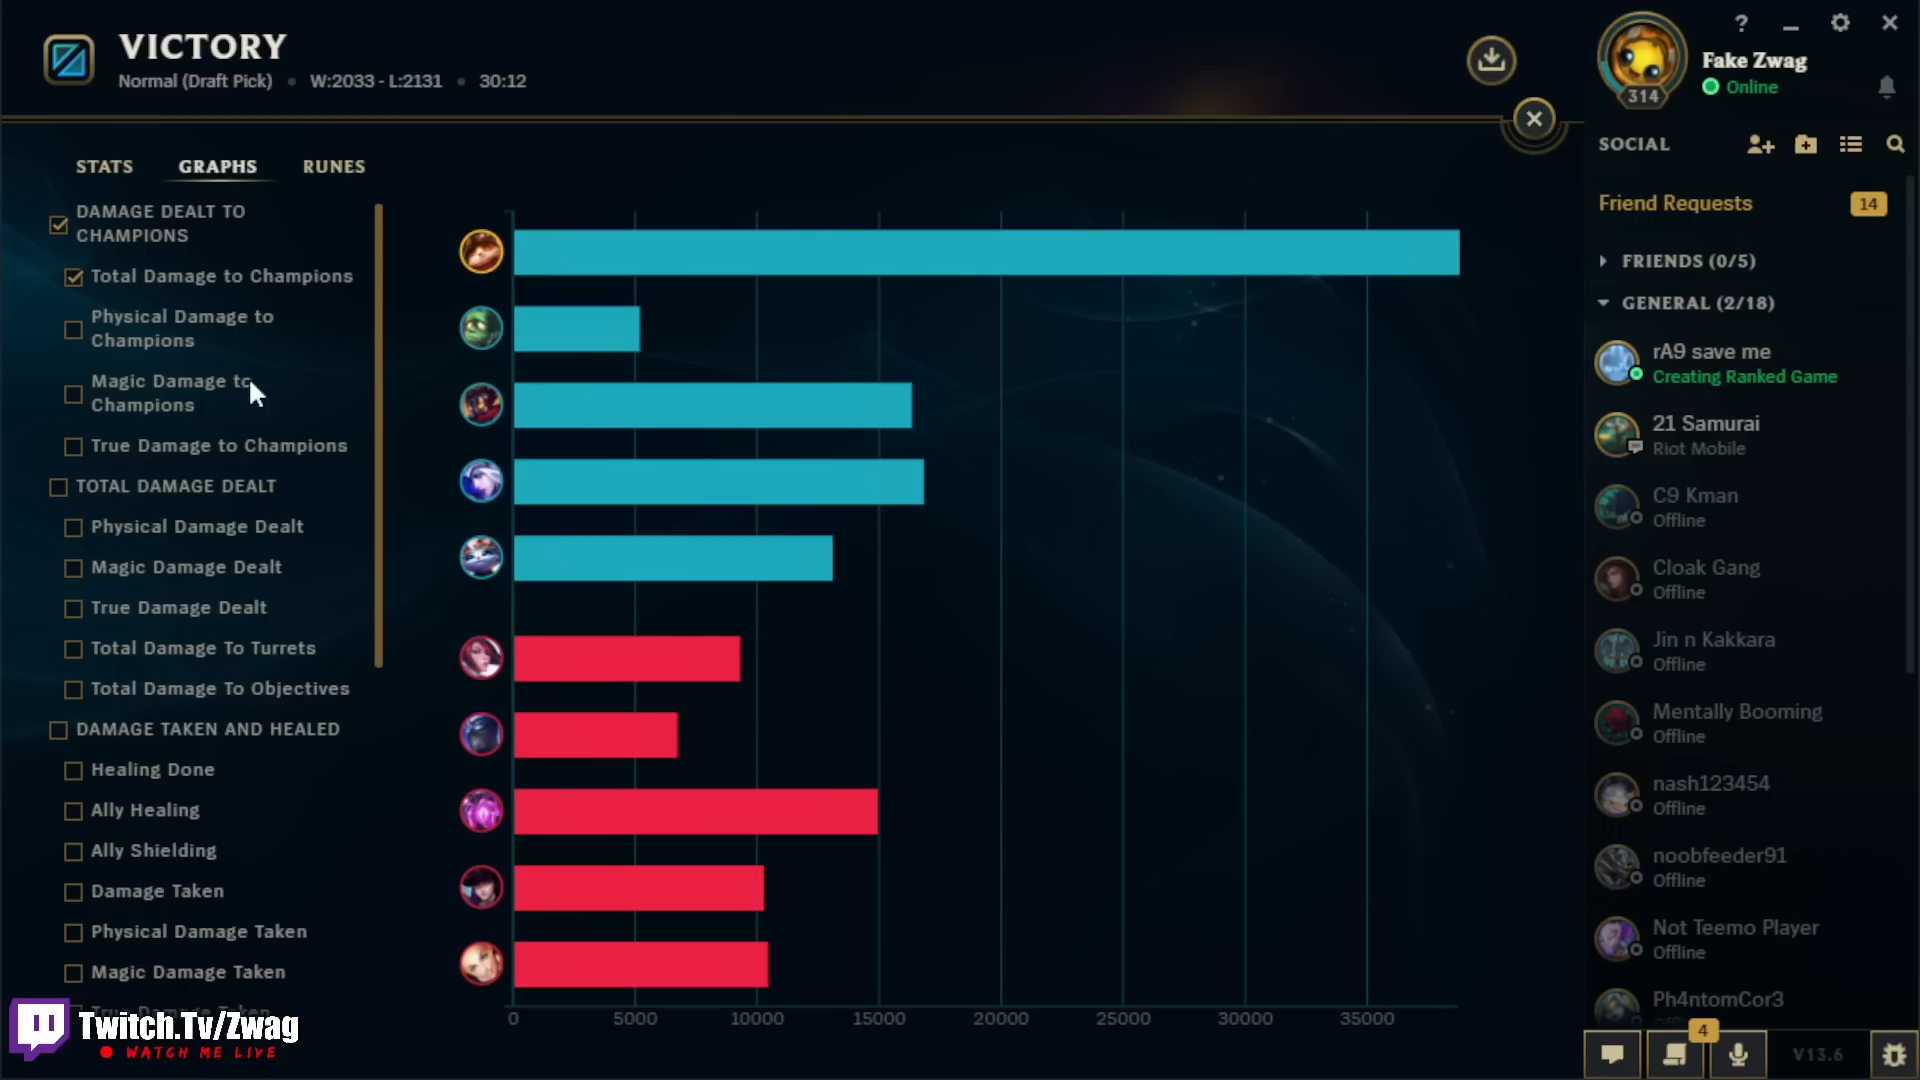 VICTORY
Normal (Draft Pick) • W:2033 - L:2131 • 30:12
314
Fake Zwag
Online
STATS GRAPHS RUNES
DAMAGE DEALT TO
CHAMPIONS
Total Damage to Champions
Physical Damage to
Champions
Magic Damage to
Champions
True Damage to Champions
TOTAL DAMAGE DEALT
Physical Damage Dealt
Magic Damage Dealt
True Damage Dealt
Total Damage To Turrets
Total Damage To Objectives
DAMAGE TAKEN AND HEALED
Healing Done
Ally Healing
Ally Shielding
Damage Taken
Physical Damage Taken
Magic Damage Taken
True Damage Taken
Twitch.Tv/Zwag
WATCH ME LIVE
0 5000 10000 15000 20000 25000 30000 35000
SOCIAL
Friend Requests 14
FRIENDS (0/5)
GENERAL (2/18)
rA9 save me
Creating Ranked Game
21 Samurai
Riot Mobile
C9 Kman
Offline
Cloak Gang
Offline
Jin n Kakkara
Offline
Mentally Booming
Offline
nash123454
Offline
noobfeeder91
Offline
Not Teemo Player
Offline
Ph4ntomCor3
4
V13.6